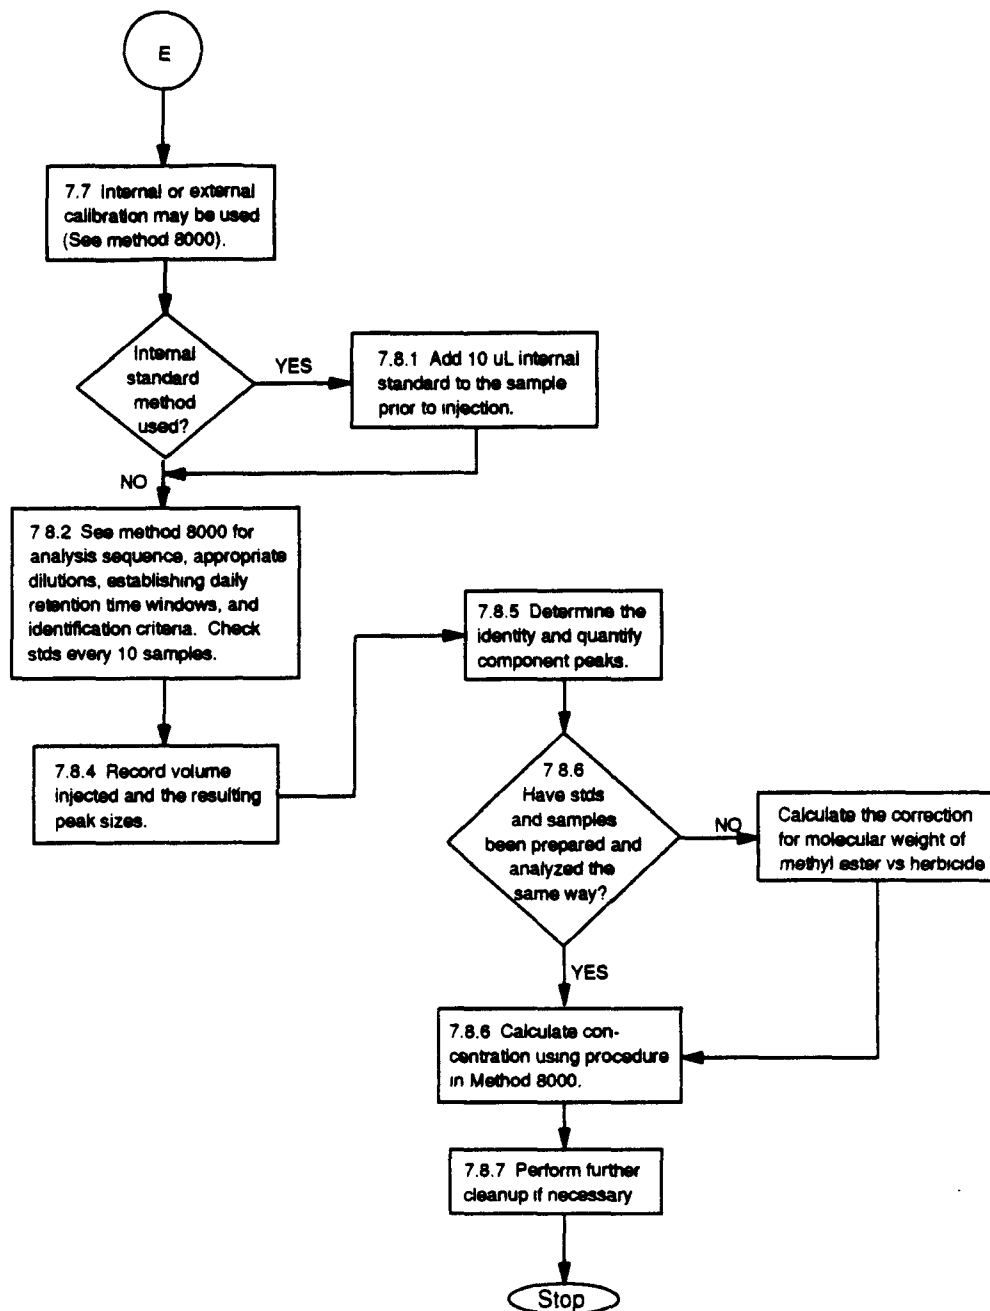 E
7.7 Internal or external
calibration may be used
(See method 8000).
Internal
standard
method
used?
YES
7.8.1 Add 10 uL internal
standard to the sample
prior to injection.
NO
7 8.2 See method 8000 for
analysis sequence, appropriate
dilutions, establishing daily
retention time windows, and
identification criteria. Check
stds every 10 samples.
7.8.4 Record volume
injected and the resulting
peak sizes.
7.8.5 Determine the
identity and quantify
component peaks.
7 8.6
Have stds
and samples
been prepared and
analyzed the
same way?
NO
Calculate the correction
for molecular weight of
methyl ester vs herbicide
YES
7.8.6 Calculate con-
centration using procedure
in Method 8000.
7.8.7 Perform further
cleanup if necessary
Stop